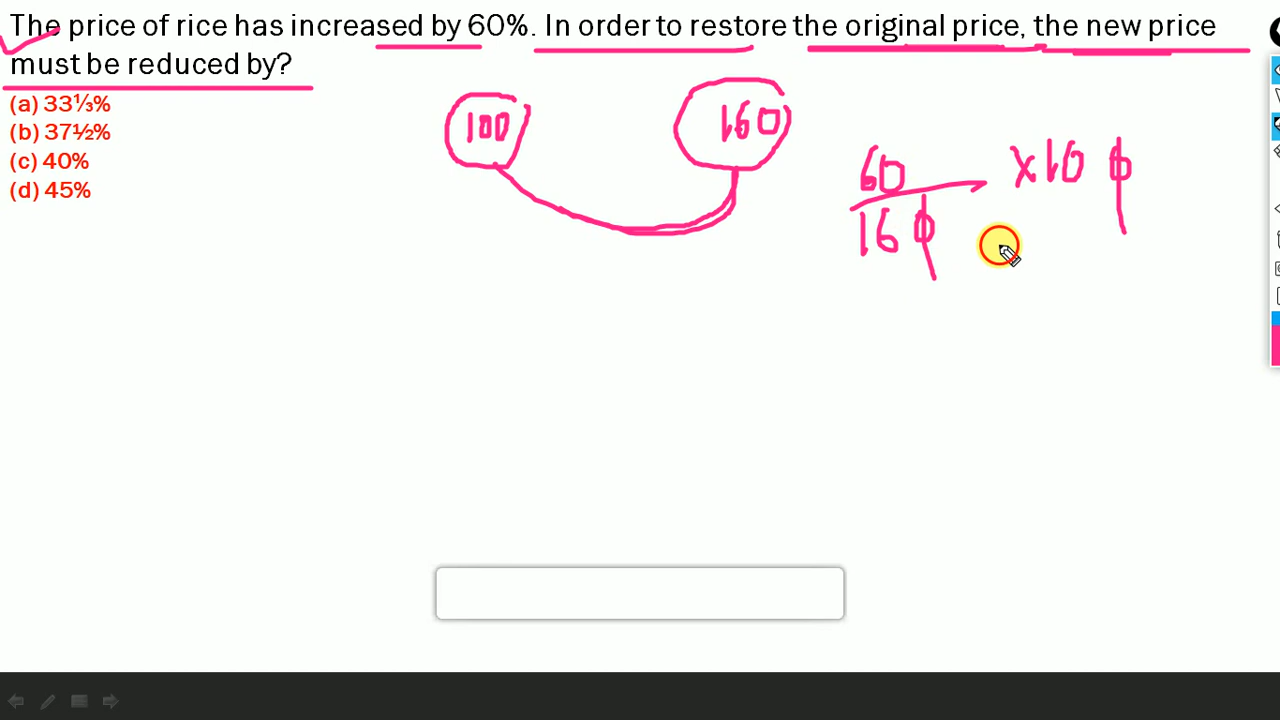 The price of rice has increased by 60%. In order to restore the original price, the new price
must be reduced by?
(a) 33⅓%
(b) 37½%
(c) 40%
(d) 45%
100
160
60
×100
160